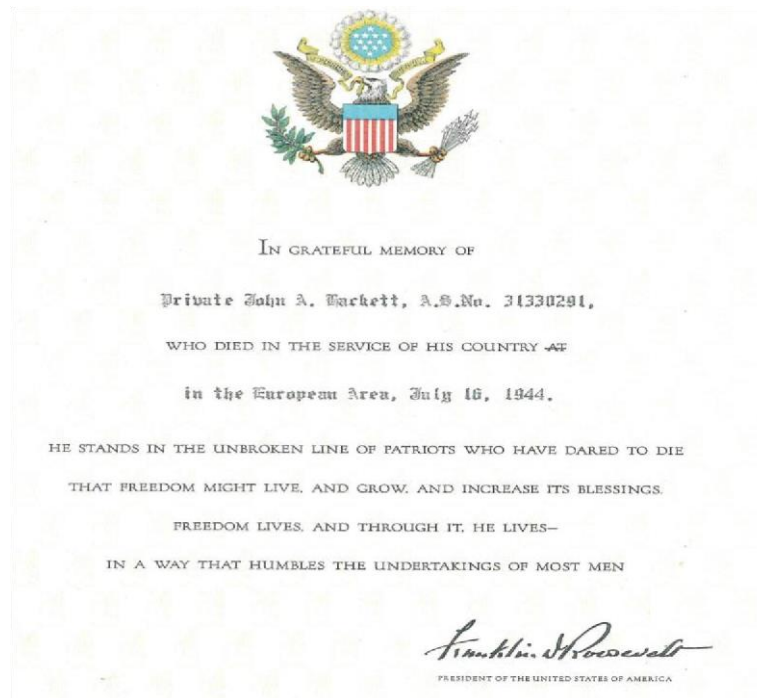 IN GRATEFUL MEMORY OF
Private John A. Hackett, A.S.No. 31330291,
WHO DIED IN THE SERVICE OF HIS COUNTRY AT
in the European Area, July 16, 1944.
HE STANDS IN THE UNBROKEN LINE OF PATRIOTS WHO HAVE DARED TO DIE
THAT FREEDOM MIGHT LIVE, AND GROW, AND INCREASE ITS BLESSINGS.
FREEDOM LIVES, AND THROUGH IT, HE LIVES—
IN A WAY THAT HUMBLES THE UNDERTAKINGS OF MOST MEN
Franklin D Roosevelt
PRESIDENT OF THE UNITED STATES OF AMERICA